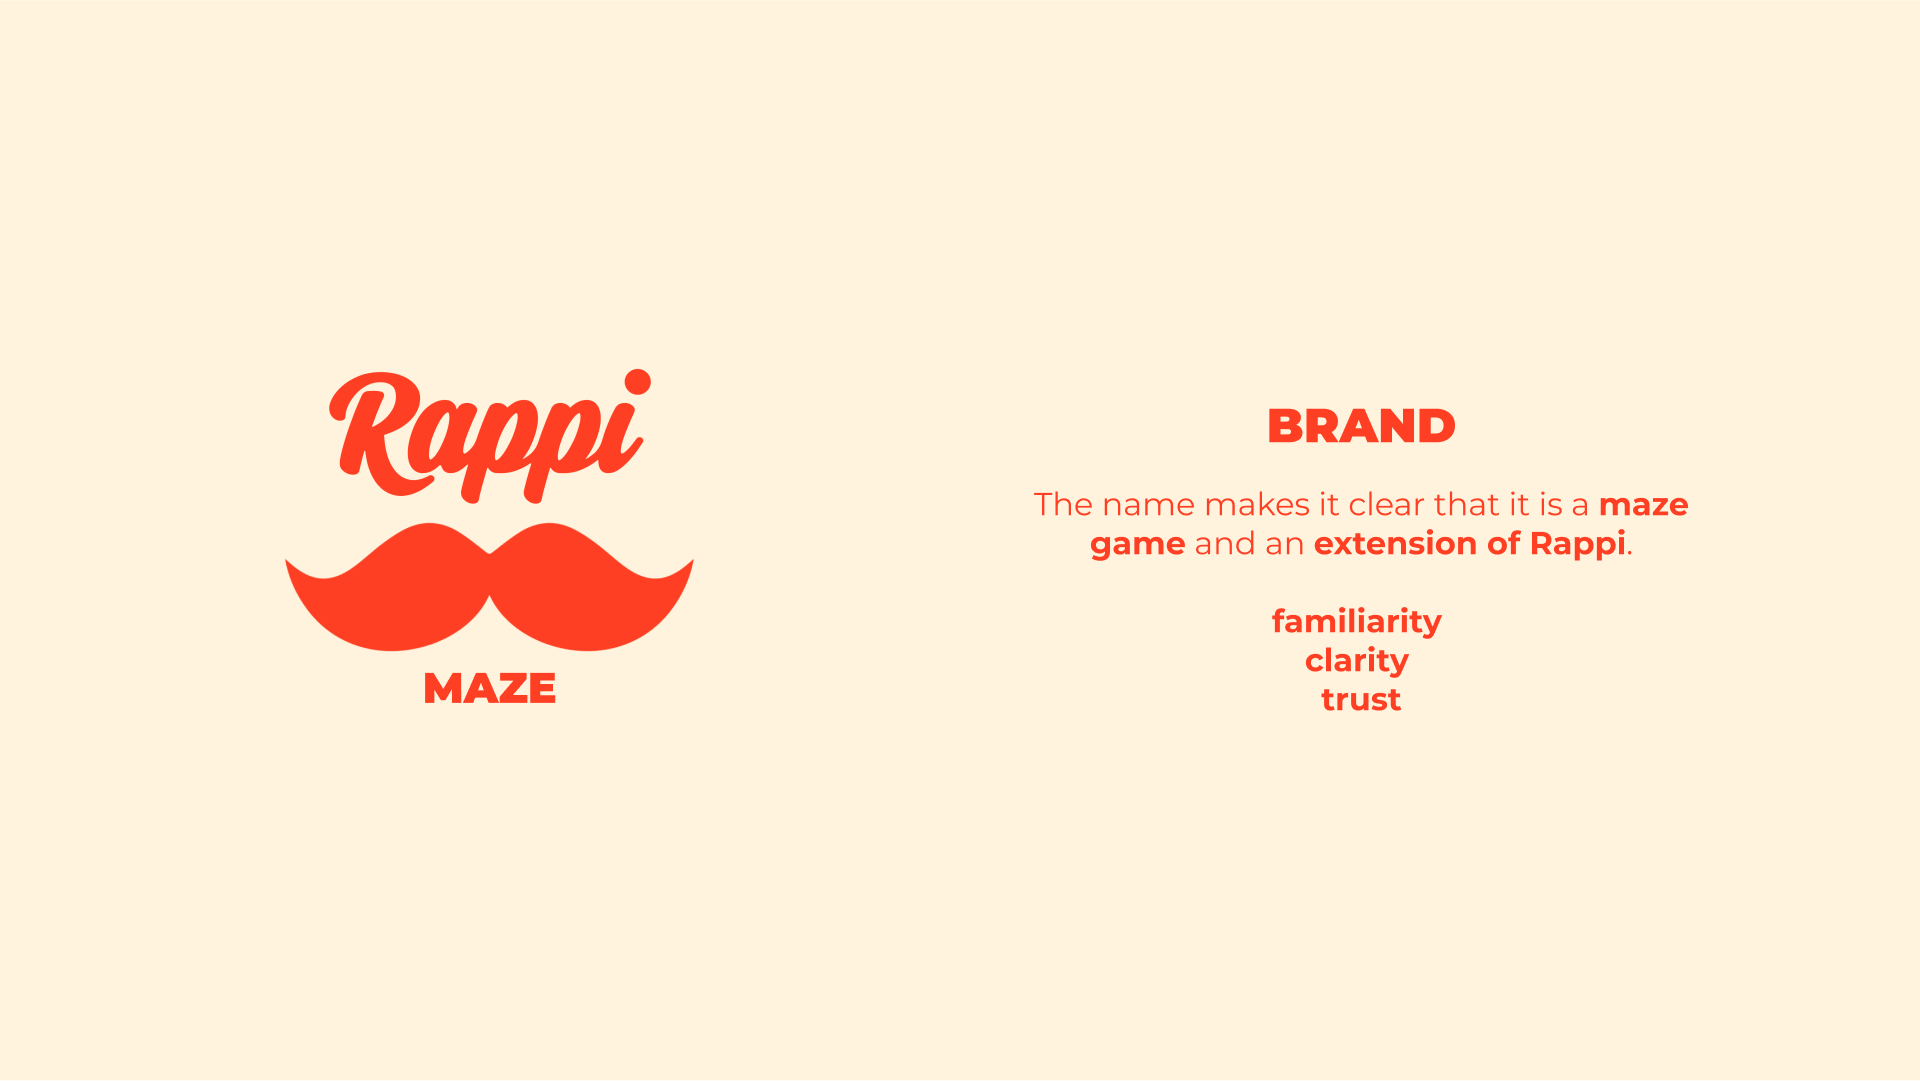 Rappi
MAZE
BRAND
The name makes it clear that it is a maze
game and an extension of Rappi.
familiarity
clarity
trust